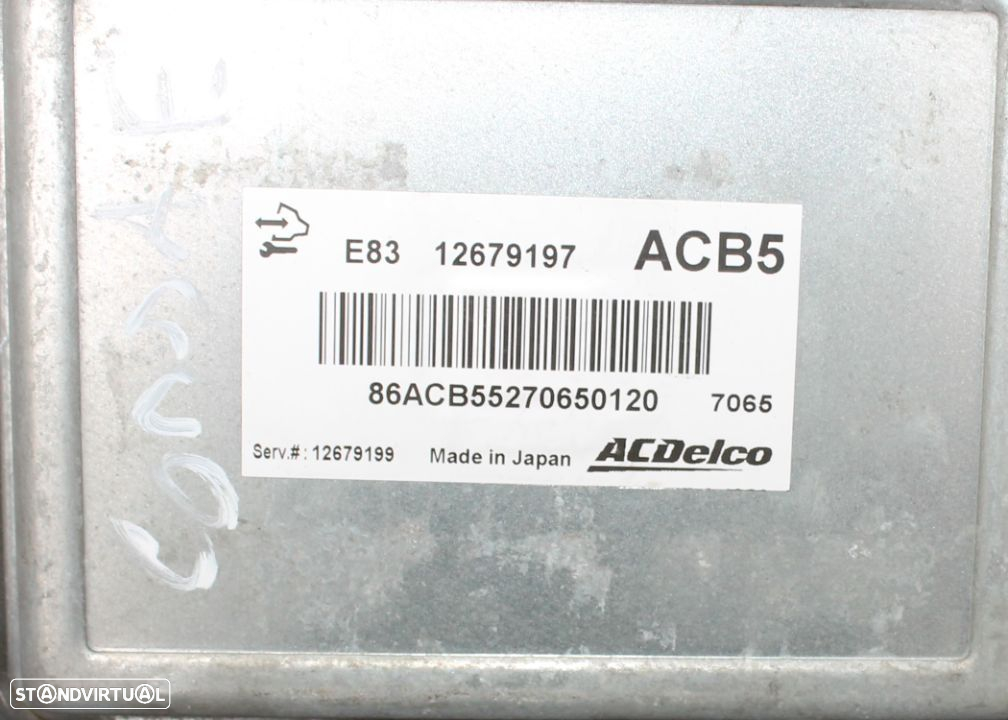 E83 12679197 ACB5
86ACB55270650120 7065
Serv.#: 12679199 Made in Japan ACDelco
STANDVIRTUAL